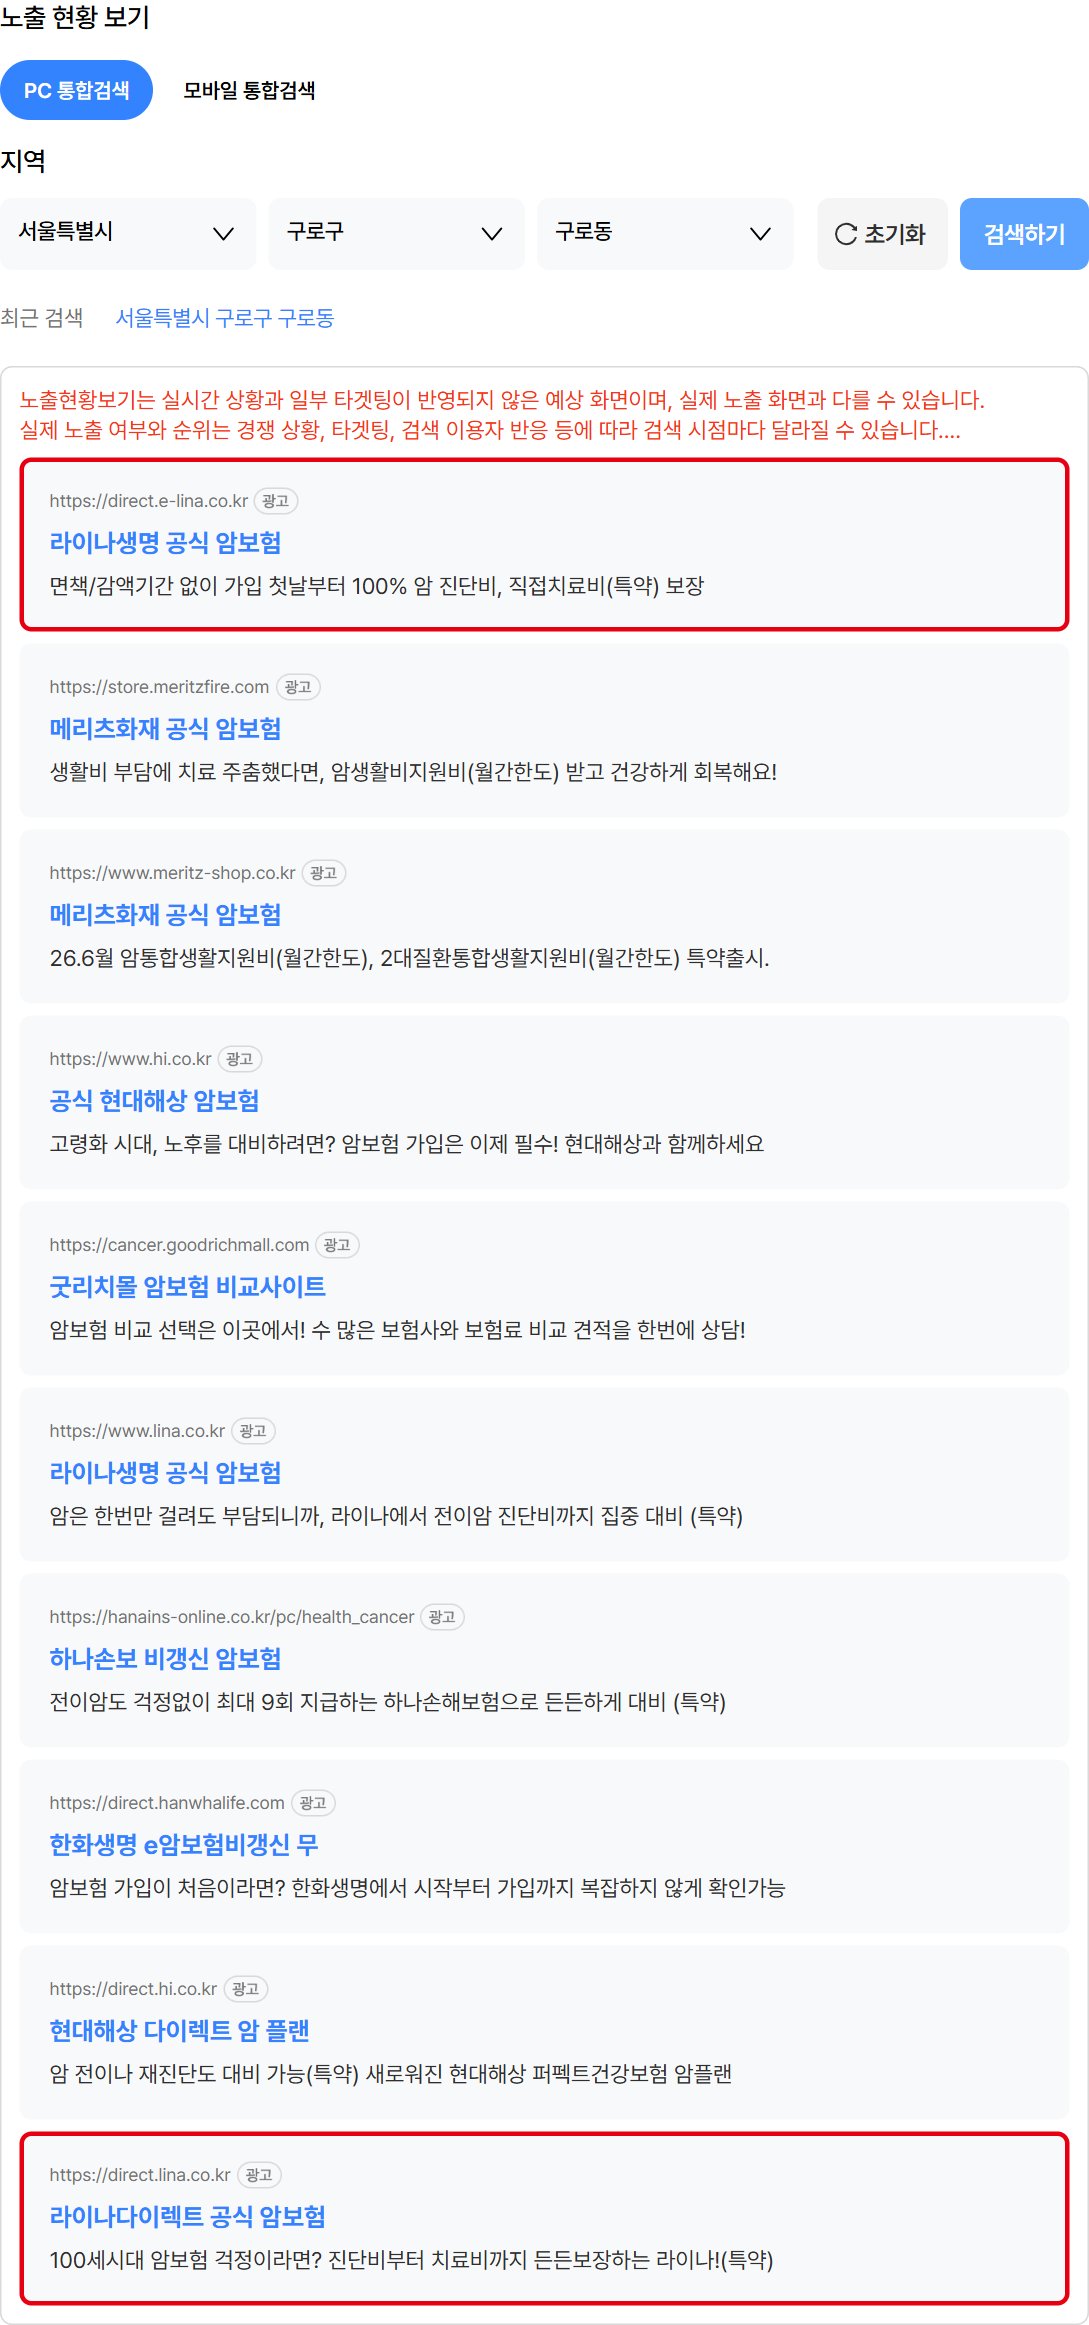 노출 현황 보기
PC 통합검색 모바일 통합검색
지역
서울특별시 구로구 구로동 초기화 검색하기
최근 검색 서울특별시 구로구 구로동
노출현황보기는 실시간 상황과 일부 타겟팅이 반영되지 않은 예상 화면이며, 실제 노출 화면과 다를 수 있습니다.
실제 노출 여부와 순위는 경쟁 상황, 타겟팅, 검색 이용자 반응 등에 따라 검색 시점마다 달라질 수 있습니다....
https://direct.e-lina.co.kr 광고
라이나생명 공식 암보험
면책/감액기간 없이 가입 첫날부터 100% 암 진단비, 직접치료비(특약) 보장
https://store.meritzfire.com 광고
메리츠화재 공식 암보험
생활비 부담에 치료 주춤했다면, 암생활비지원비(월간한도) 받고 건강하게 회복해요!
https://www.meritz-shop.co.kr 광고
메리츠화재 공식 암보험
26.6월 암통합생활지원비(월간한도), 2대질환통합생활지원비(월간한도) 특약출시.
https://www.hi.co.kr 광고
공식 현대해상 암보험
고령화 시대, 노후를 대비하려면? 암보험 가입은 이제 필수! 현대해상과 함께하세요
https://cancer.goodrichmall.com 광고
굿리치몰 암보험 비교사이트
암보험 비교 선택은 이곳에서! 수 많은 보험사와 보험료 비교 견적을 한번에 상담!
https://www.lina.co.kr 광고
라이나생명 공식 암보험
암은 한번만 걸려도 부담되니까, 라이나에서 전이암 진단비까지 집중 대비 (특약)
https://hanains-online.co.kr/pc/health_cancer 광고
하나손보 비갱신 암보험
전이암도 걱정없이 최대 9회 지급하는 하나손해보험으로 든든하게 대비 (특약)
https://direct.hanwhalife.com 광고
한화생명 e암보험비갱신 무
암보험 가입이 처음이라면? 한화생명에서 시작부터 가입까지 복잡하지 않게 확인가능
https://direct.hi.co.kr 광고
현대해상 다이렉트 암 플랜
암 전이나 재진단도 대비 가능(특약) 새로워진 현대해상 퍼펙트건강보험 암플랜
https://direct.lina.co.kr 광고
라이나다이렉트 공식 암보험
100세시대 암보험 걱정이라면? 진단비부터 치료비까지 든든보장하는 라이나!(특약)